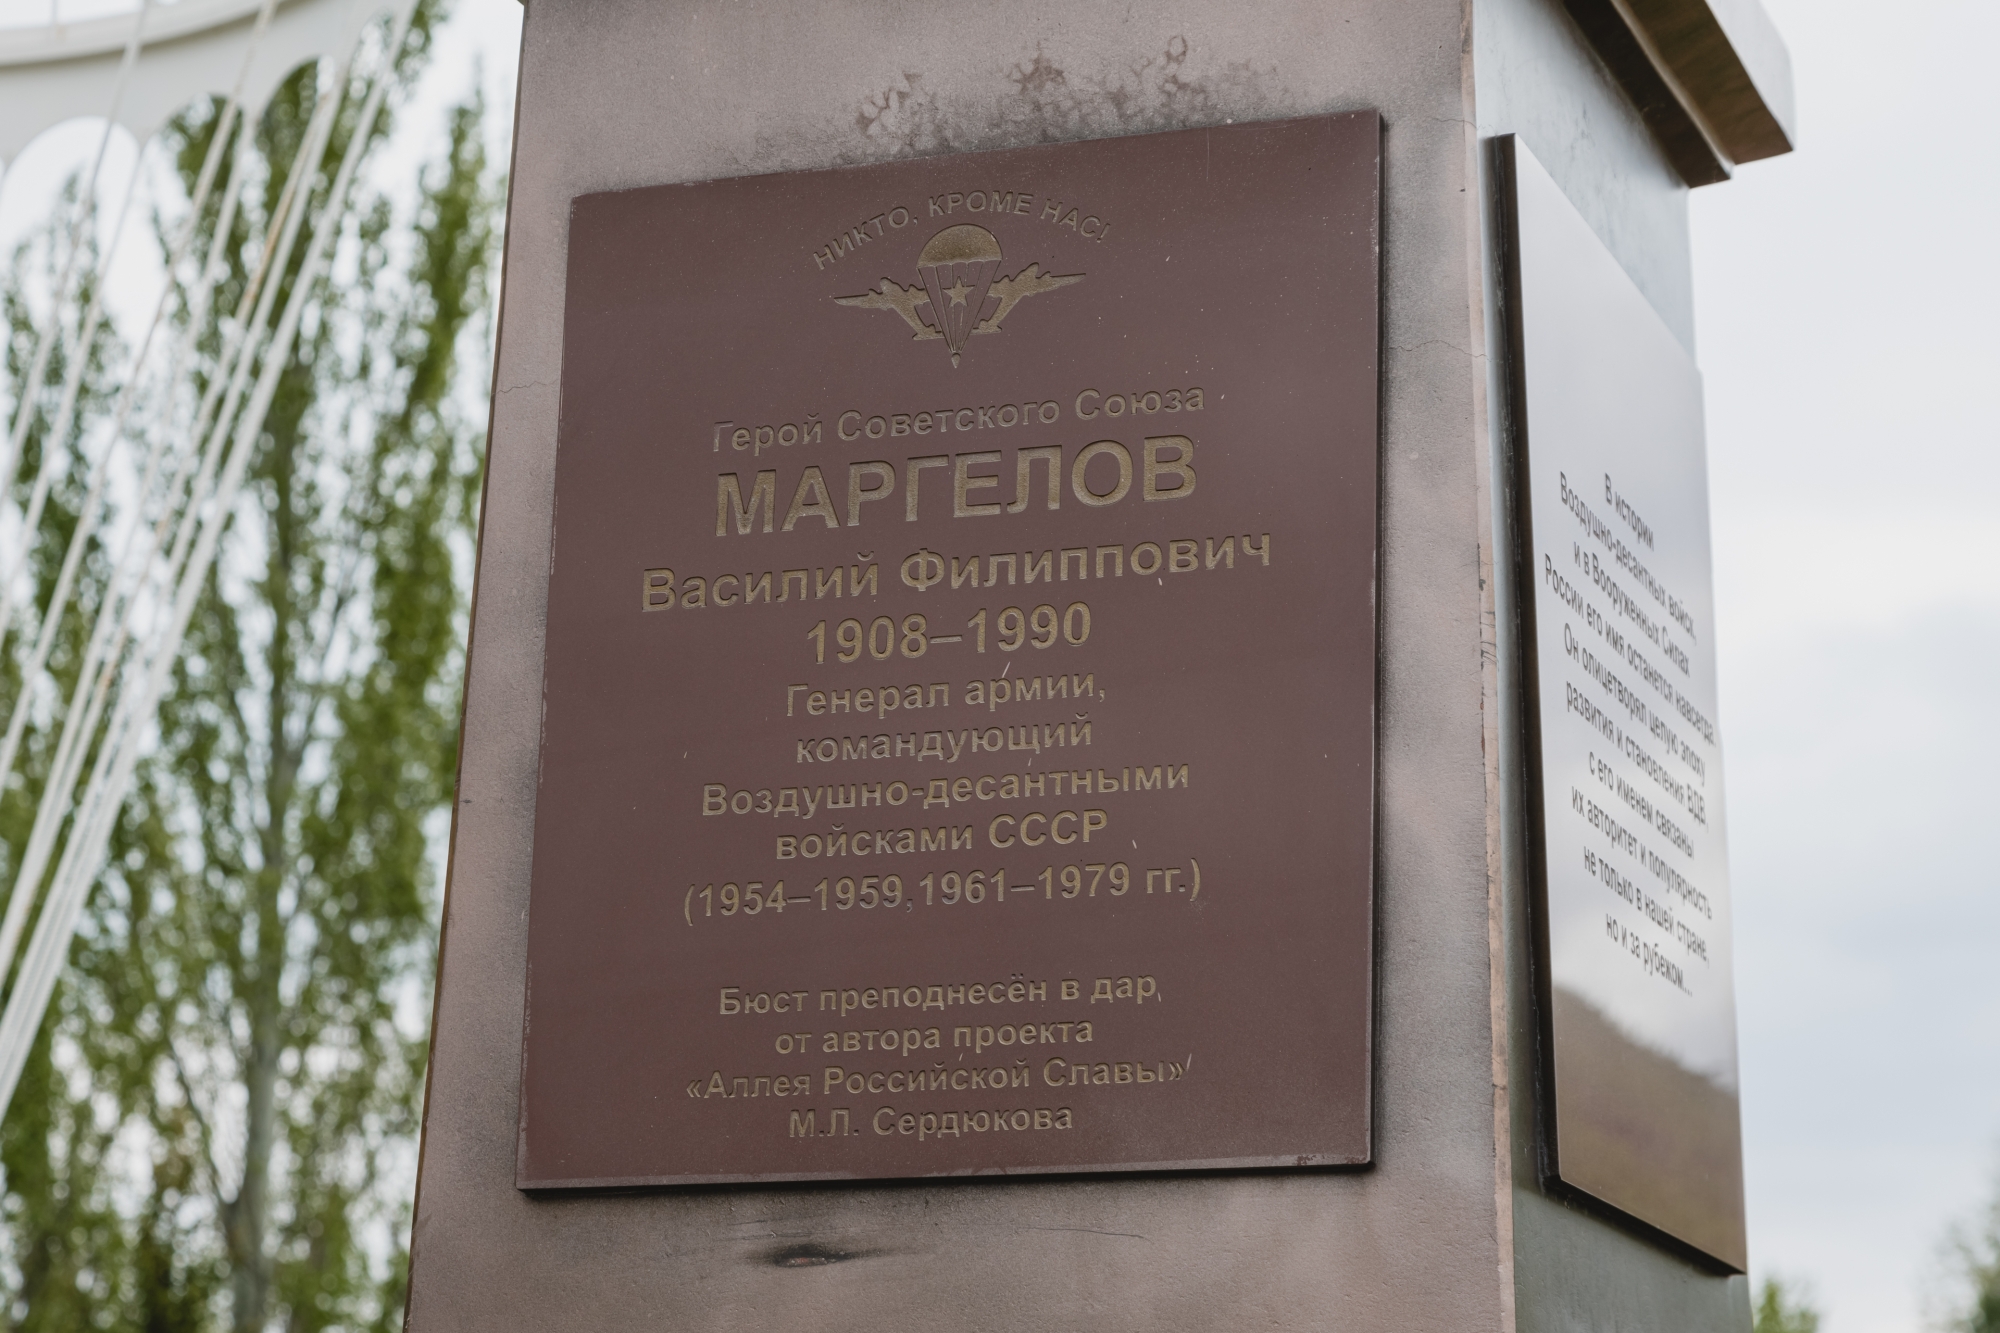 НИКТО, КРОМЕ НАС!
Герой Советского Союза
МАРГЕЛОВ
Василий Филиппович
1908–1990
Генерал армии,
командующий
Воздушно-десантными
войсками СССР
(1954–1959,1961–1979 гг.)
Бюст преподнесён в дар,
от автора проекта
«Аллея Российской Славы»
М.Л. Сердюкова
В истории
Воздушно-десантных войск,
и в Вооруженных Силах
России его имя останется навсегда.
Он олицетворял целую эпоху
развития и становления ВДВ,
с его именем связаны
их авторитет и популярность
не только в нашей стране,
но и за рубежом...